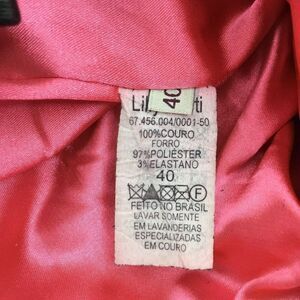 40
67.456.004/0001-50
100%COURO
FORRO
97%POLIÉSTER
3%ELASTANO
40
F
FEITO NO BRASIL
LAVAR SOMENTE
EM LAVANDERIAS
ESPECIALIZADAS
EM COURO